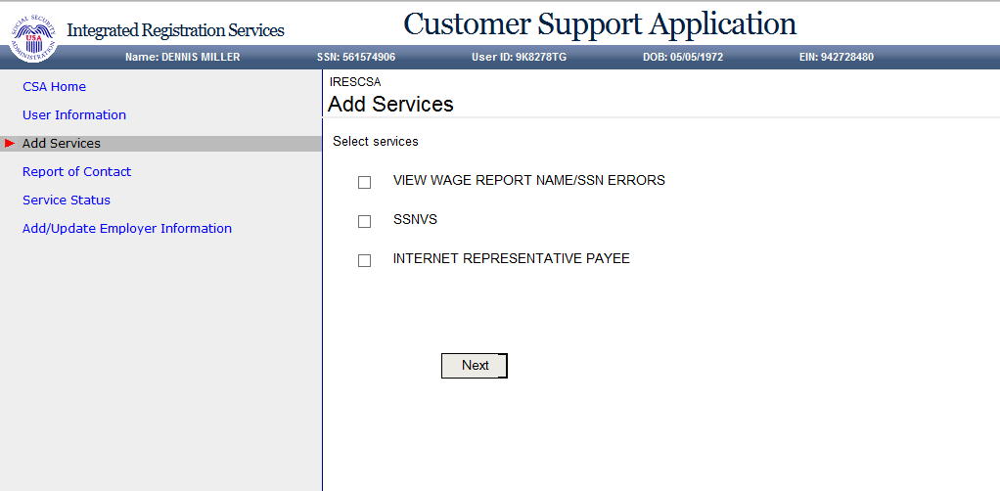 SOCIAL SECURITY ADMINISTRATION
USA
Integrated Registration Services
Customer Support Application
Name: DENNIS MILLER SSN: 561574906 User ID: 9K8278TG DOB: 05/05/1972 EIN: 942728480
CSA Home
User Information
Add Services
Report of Contact
Service Status
Add/Update Employer Information
IRESCSA
Add Services
Select services
VIEW WAGE REPORT NAME/SSN ERRORS
SSNVS
INTERNET REPRESENTATIVE PAYEE
Next